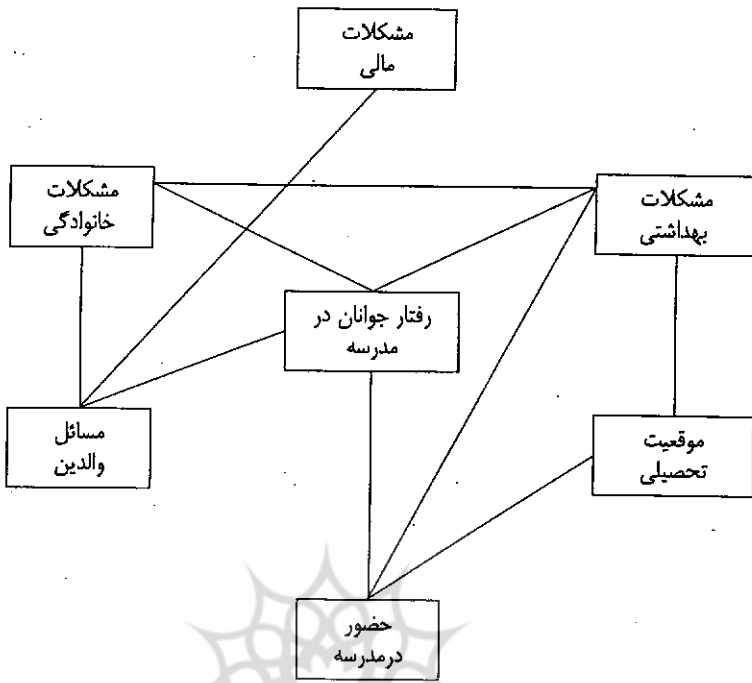 مشکلات
مالی
مشکلات
خانوادگی
مشکلات
بهداشتی
رفتار جوانان در
مدرسه
مسائل
والدین
موقعیت
تحصیلی
حضور
درمدرسه